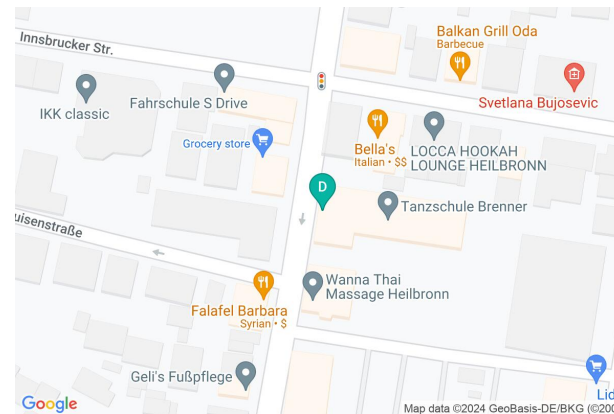 Innsbrucker Str.
Balkan Grill Oda
Barbecue
IKK classic
Fahrschule S Drive
Svetlana Bujosevic
Grocery store
Bella's
Italian • $$
LOCCA HOOKAH
LOUNGE HEILBRONN
D
Tanzschule Brenner
uisenstraße
Wanna Thai
Massage Heilbronn
Falafel Barbara
Syrian • $
Geli's Fußpflege
Lid
Google
Map data ©2024 GeoBasis-DE/BKG (©200